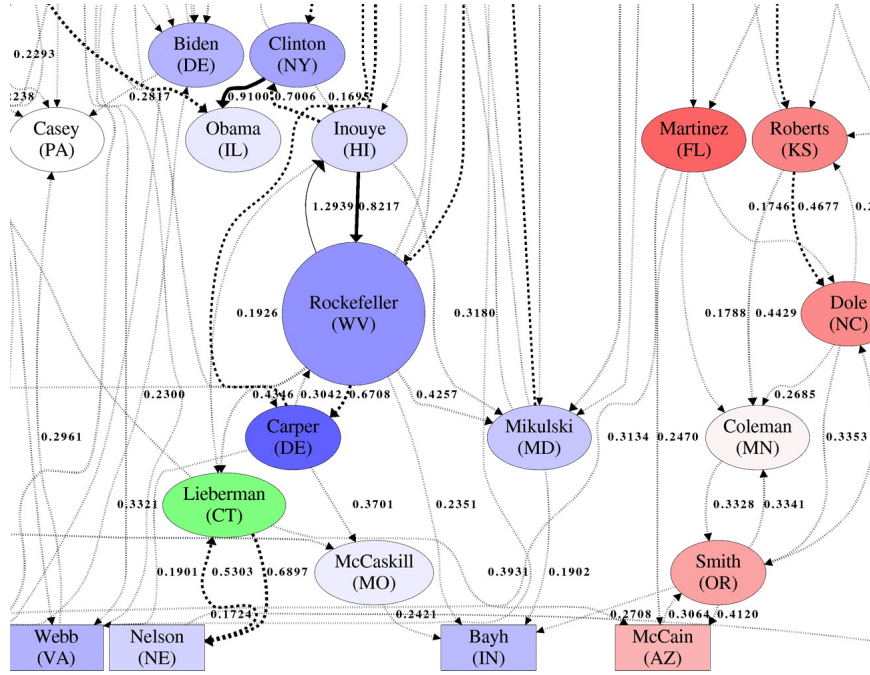 0.2293
Biden
(DE)
Clinton
(NY)
.238
0.2817
0.9100
0.7006
0.1695
Casey
(PA)
Obama
(IL)
Inouye
(HI)
Martinez
(FL)
Roberts
(KS)
1.2939
0.8217
0.1746
0.4677
Rockefeller
(WV)
Dole
(NC)
0.1926
0.3180
0.1788
0.4429
0.2300
0.4346
0.3042
0.6708
0.4257
0.2685
0.2961
Carper
(DE)
Mikulski
(MD)
0.3134
0.2470
Coleman
(MN)
0.3353
Lieberman
(CT)
0.3321
0.3701
0.2351
0.3328
0.3341
0.1901
0.5303
0.6897
McCaskill
(MO)
0.3931
0.1902
Smith
(OR)
0.1724
0.2421
0.2708
0.3064
0.4120
Webb
(VA)
Nelson
(NE)
Bayh
(IN)
McCain
(AZ)